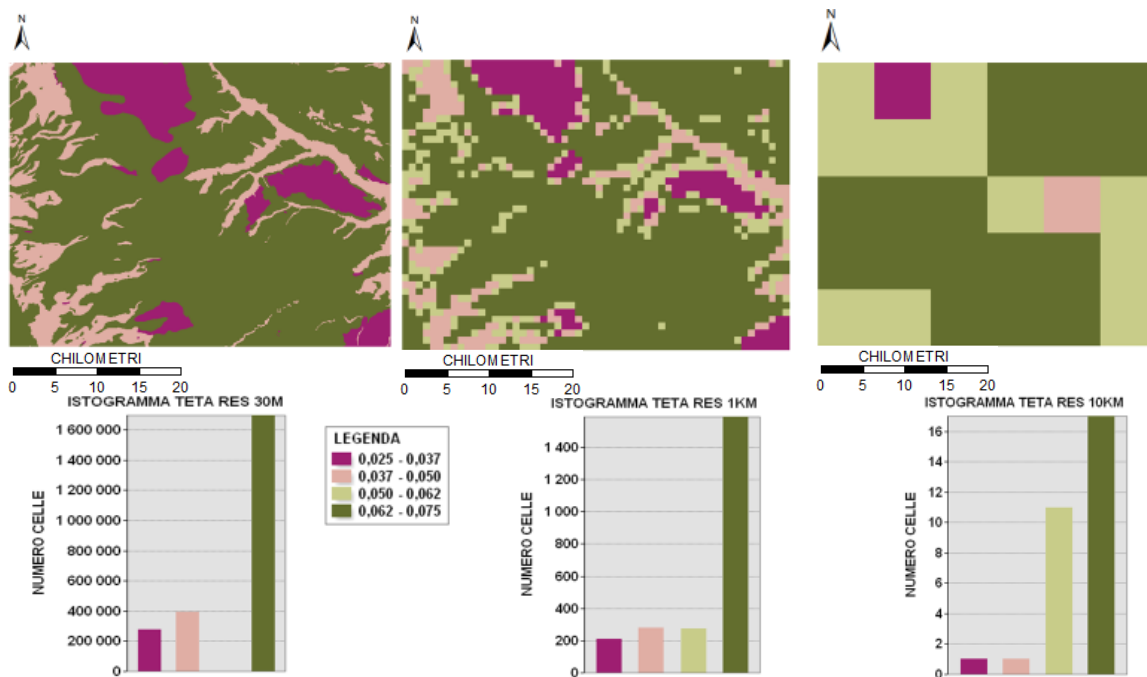 N
N
N
CHILOMETRI
0 5 10 15 20
CHILOMETRI
0 5 10 15 20
CHILOMETRI
0 5 10 15 20
ISTOGRAMMA TETA RES 30M
NUMERO CELLE
1 600 000
1 400 000
1 200 000
1 000 000
800 000
600 000
400 000
200 000
0
LEGENDA
0,025 - 0,037
0,037 - 0,050
0,050 - 0,062
0,062 - 0,075
ISTOGRAMMA TETA RES 1KM
NUMERO CELLE
1 400
1 200
1 000
800
600
400
200
0
ISTOGRAMMA TETA RES 10KM
NUMERO CELLE
16
14
12
10
8
6
4
2
0